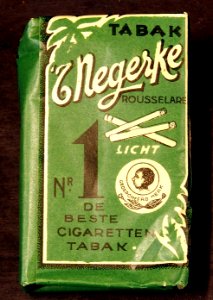 TABAK
't Negerke
ROUSSELARE
LICHT
Nr 1
DE
BESTE
CIGARETTEN
TABAK.